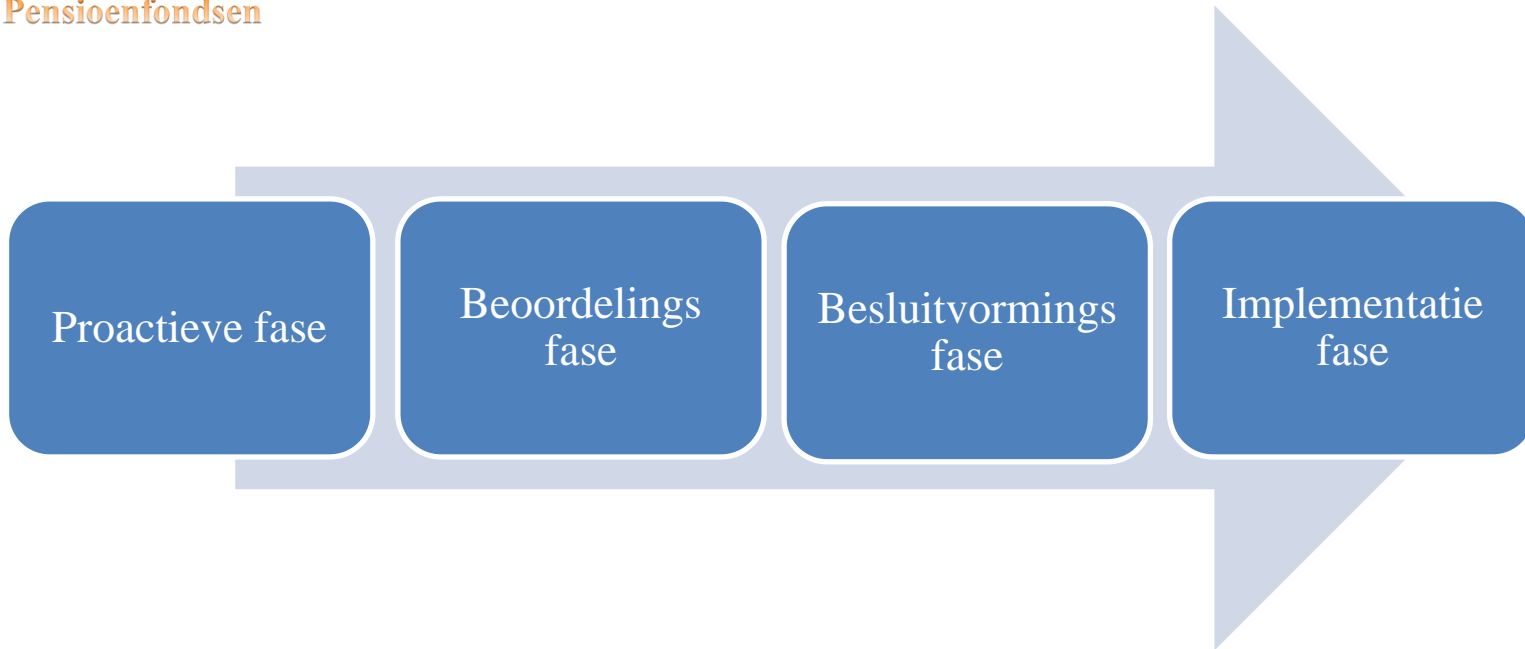 Pensioenfondsen
Proactieve fase
Beoordelings
fase
Besluitvormings
fase
Implementatie
fase